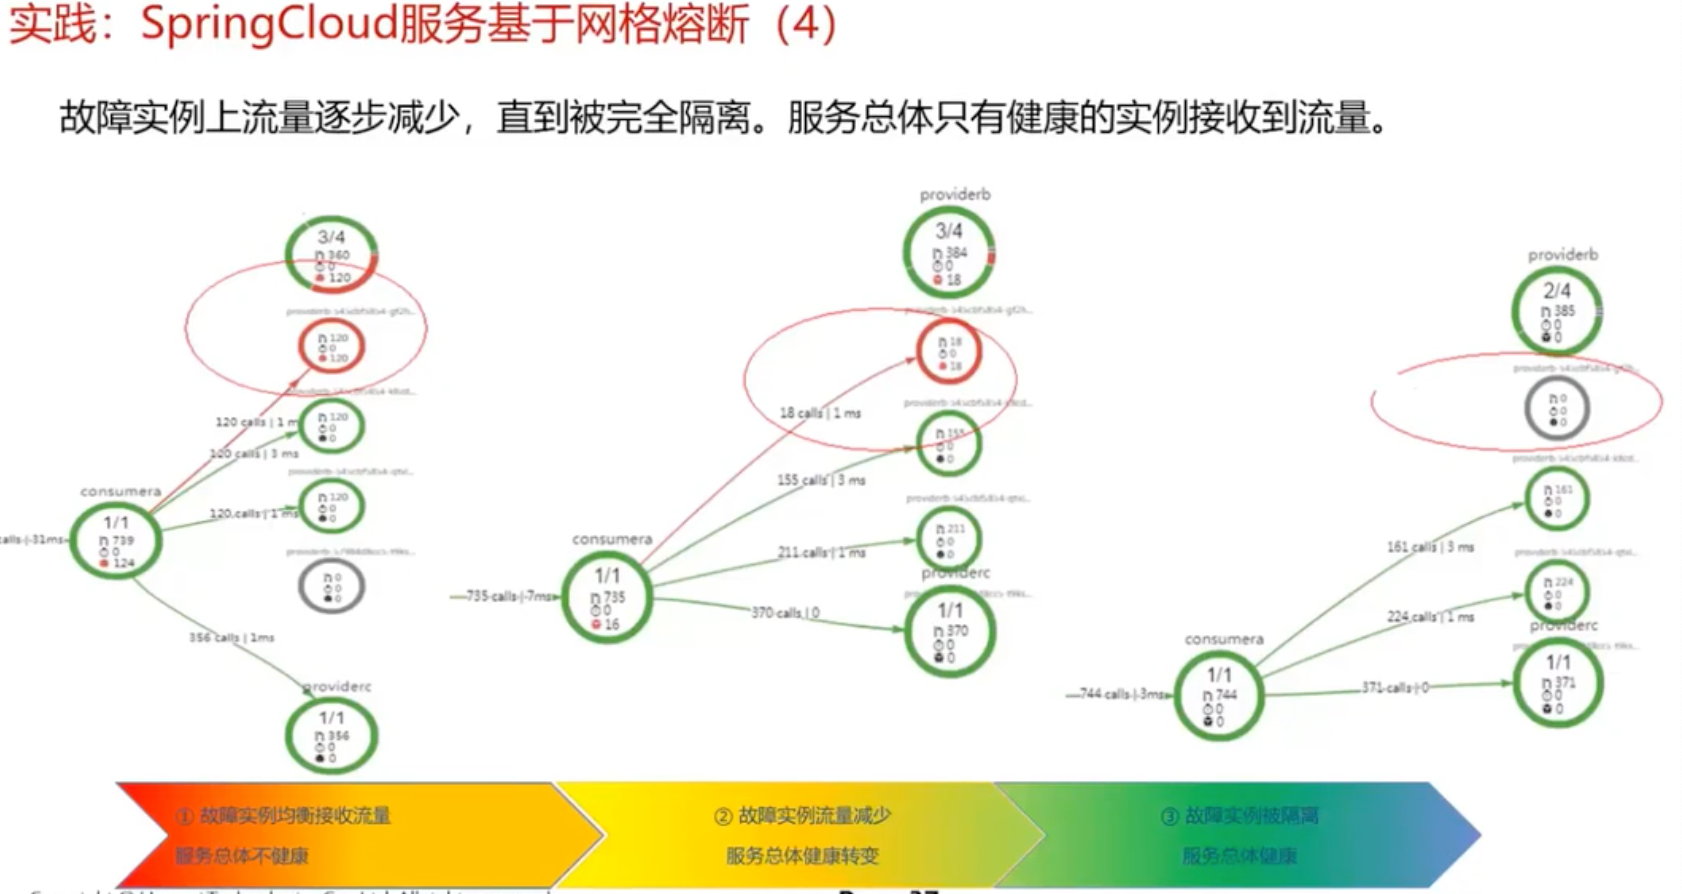 实践：SpringCloud服务基于网格熔断（4）
故障实例上流量逐步减少，直到被完全隔离。服务总体只有健康的实例接收到流量。
3/4
360
0
120
120
0
120
120 calls | 1 m
120
0
0
120 calls | 3 ms
120
0
0
120 calls | 1 ms
0
0
0
consumera
1/1
739
0
124
calls | 31ms
356 calls | 1ms
providerc
1/1
356
0
0
providerb
3/4
384
0
18
18
0
18
18 calls | 1 ms
155
0
0
155 calls | 3 ms
211
0
0
211 calls | 1 ms
consumera
1/1
735
0
16
735 calls | 7ms
370 calls | 0
providerc
1/1
370
0
0
providerb
2/4
385
0
0
0
0
0
161
0
0
161 calls | 3 ms
224
0
0
224 calls | 1 ms
consumera
1/1
744
0
0
744 calls | 3ms
371 calls | 0
providerc
1/1
371
0
0
① 故障实例均衡接收流量
服务总体不健康
② 故障实例流量减少
服务总体健康转变
③ 故障实例被隔离
服务总体健康